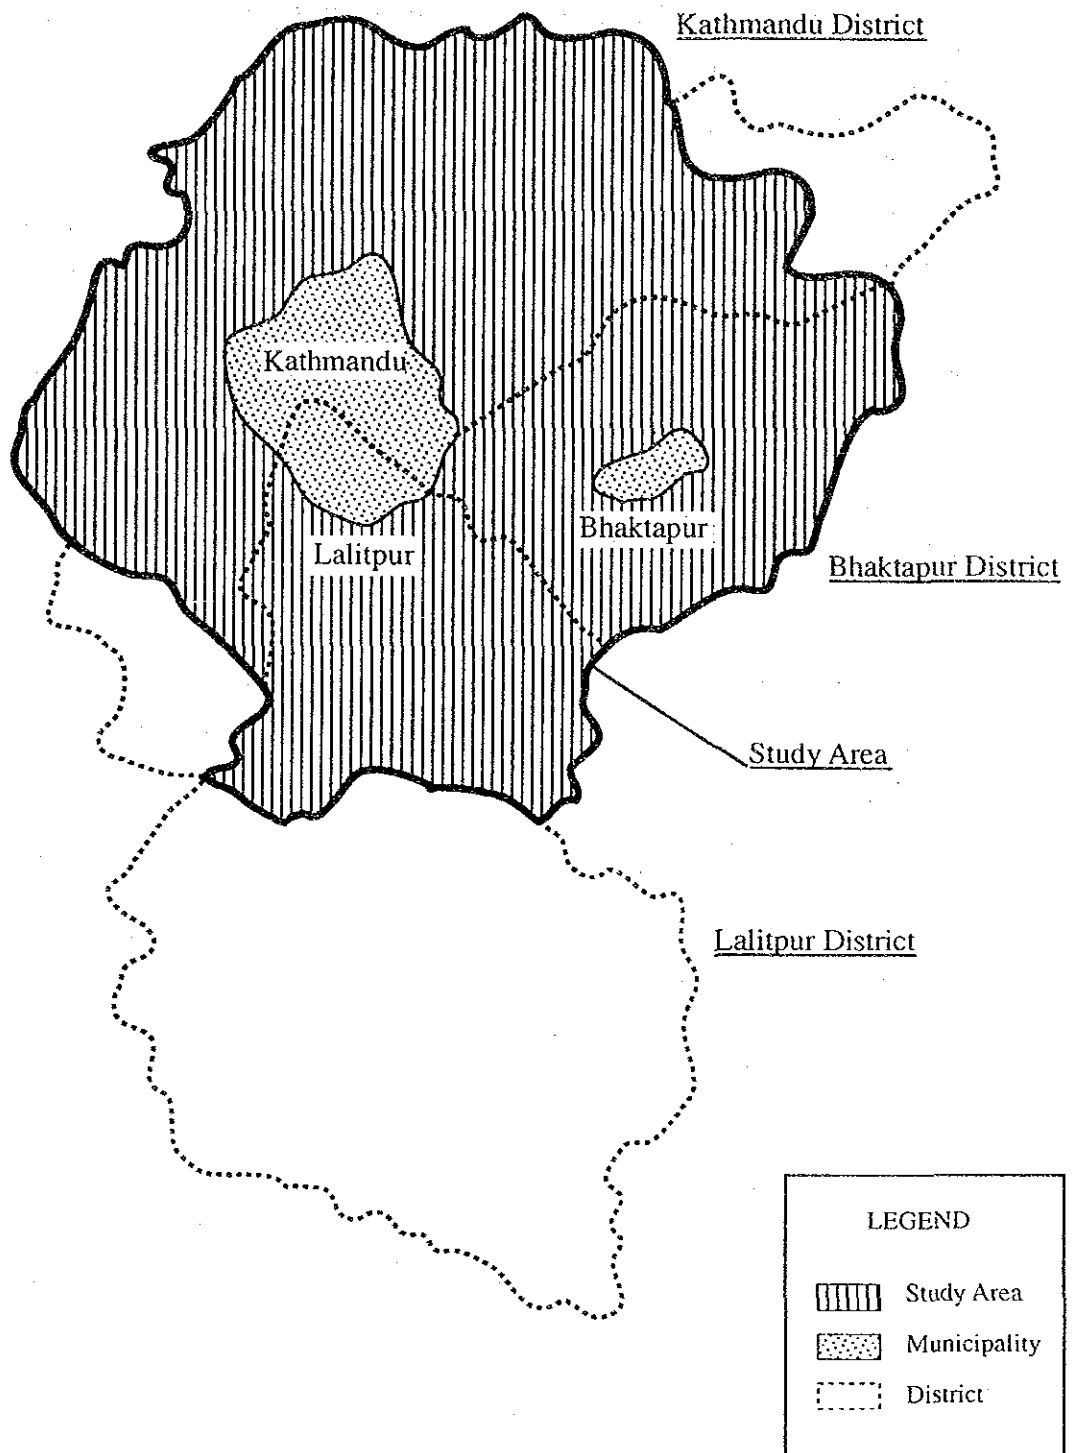 Kathmandu District
Kathmandu
Bhaktapur
Lalitpur
Bhaktapur District
Study Area
Lalitpur District
LEGEND
Study Area
Municipality
District